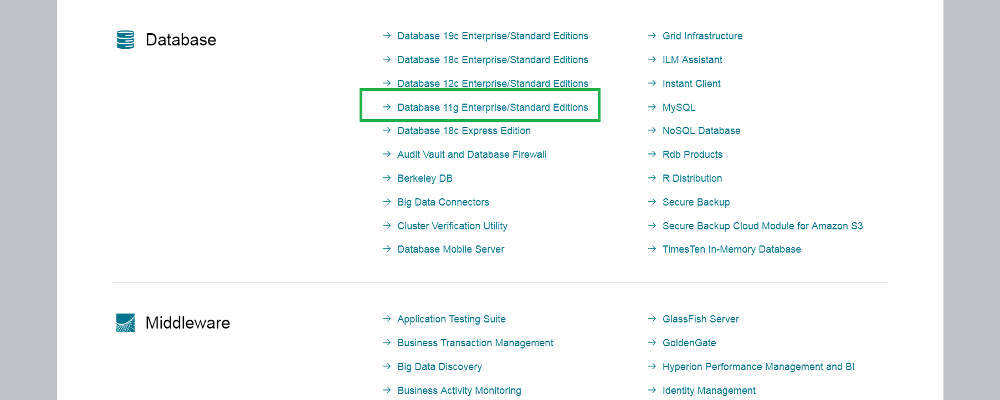 Database
Database 19c Enterprise/Standard Editions
Database 18c Enterprise/Standard Editions
Database 12c Enterprise/Standard Editions
Database 11g Enterprise/Standard Editions
Database 18c Express Edition
Audit Vault and Database Firewall
Berkeley DB
Big Data Connectors
Cluster Verification Utility
Database Mobile Server
Grid Infrastructure
ILM Assistant
Instant Client
MySQL
NoSQL Database
Rdb Products
R Distribution
Secure Backup
Secure Backup Cloud Module for Amazon S3
TimesTen In-Memory Database
Middleware
Application Testing Suite
Business Transaction Management
Big Data Discovery
Business Activity Monitoring
GlassFish Server
GoldenGate
Hyperion Performance Management and BI
Identity Management